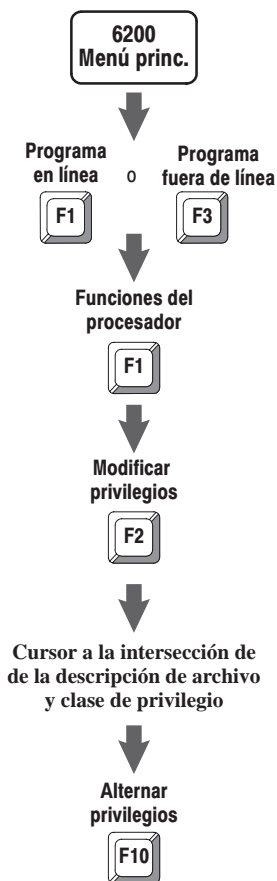 6200
Menú princ.
Programa
en línea
o
Programa
fuera de línea
F1
F3
Funciones del
procesador
F1
Modificar
privilegios
F2
Cursor a la intersección de
de la descripción de archivo
y clase de privilegio
Alternar
privilegios
F10